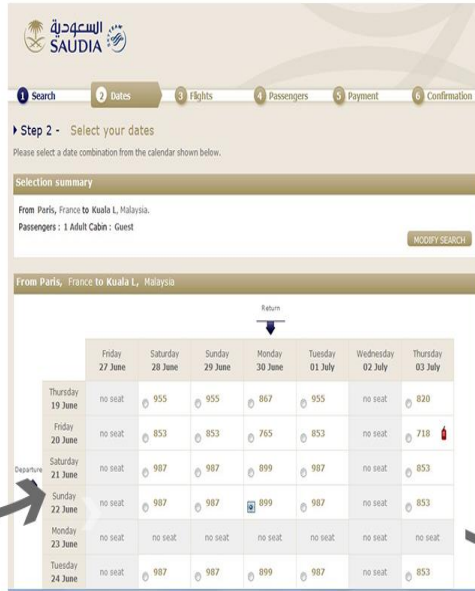 السعودية
SAUDIA
1 Search 2 Dates 3 Flights 4 Passengers 5 Payment 6 Confirmation
Step 2 - Select your dates
Please select a date combination from the calendar shown below.
Selection summary
From Paris, France to Kuala L, Malaysia.
Passengers : 1 Adult Cabin : Guest
MODIFY SEARCH
From Paris, France to Kuala L, Malaysia
Return
Friday Saturday Sunday Monday Tuesday Wednesday Thursday
27 June 28 June 29 June 30 June 01 July 02 July 03 July
Thursday
19 June no seat 955 955 867 955 no seat 820
Friday
20 June no seat 853 853 765 853 no seat 718
Departure
Saturday
21 June no seat 987 987 899 987 no seat 853
Sunday
22 June no seat 987 987 899 987 no seat 853
Monday
23 June no seat no seat no seat no seat no seat no seat no seat
Tuesday
24 June no seat 987 987 899 987 no seat 853